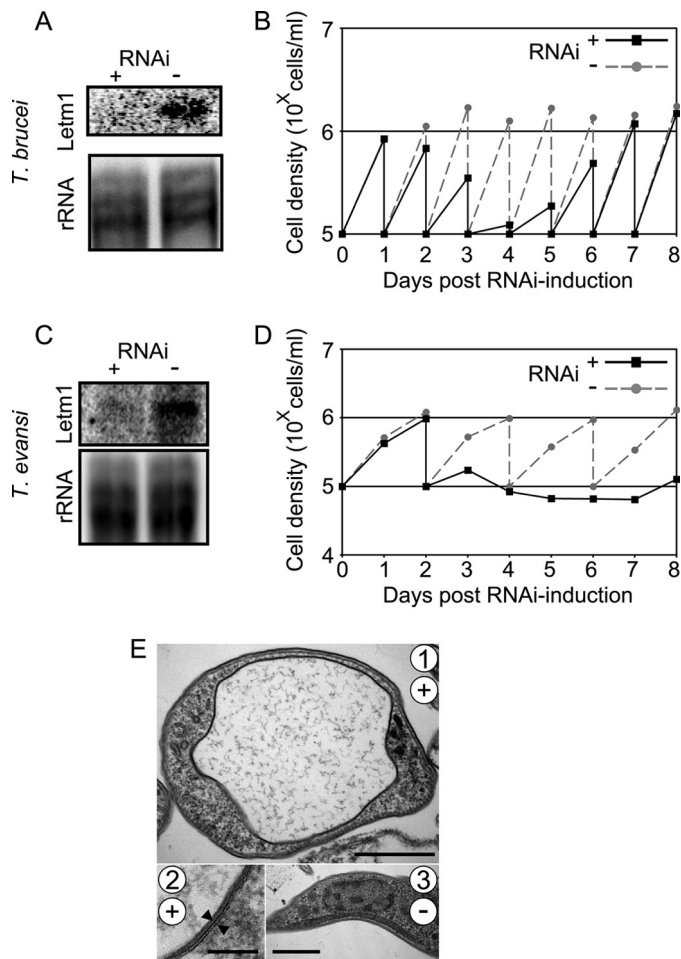 A
RNAi
+ -
T. brucei
Letm1
rRNA
B
Cell density (10^X cells/ml)
7
6
5
RNAi + -
0 1 2 3 4 5 6 7 8
Days post RNAi-induction
C
RNAi
+ -
T. evansi
Letm1
rRNA
D
Cell density (10^X cells/ml)
7
6
5
4
RNAi + -
0 1 2 3 4 5 6 7 8
Days post RNAi-induction
E
1
+
2
+
3
-